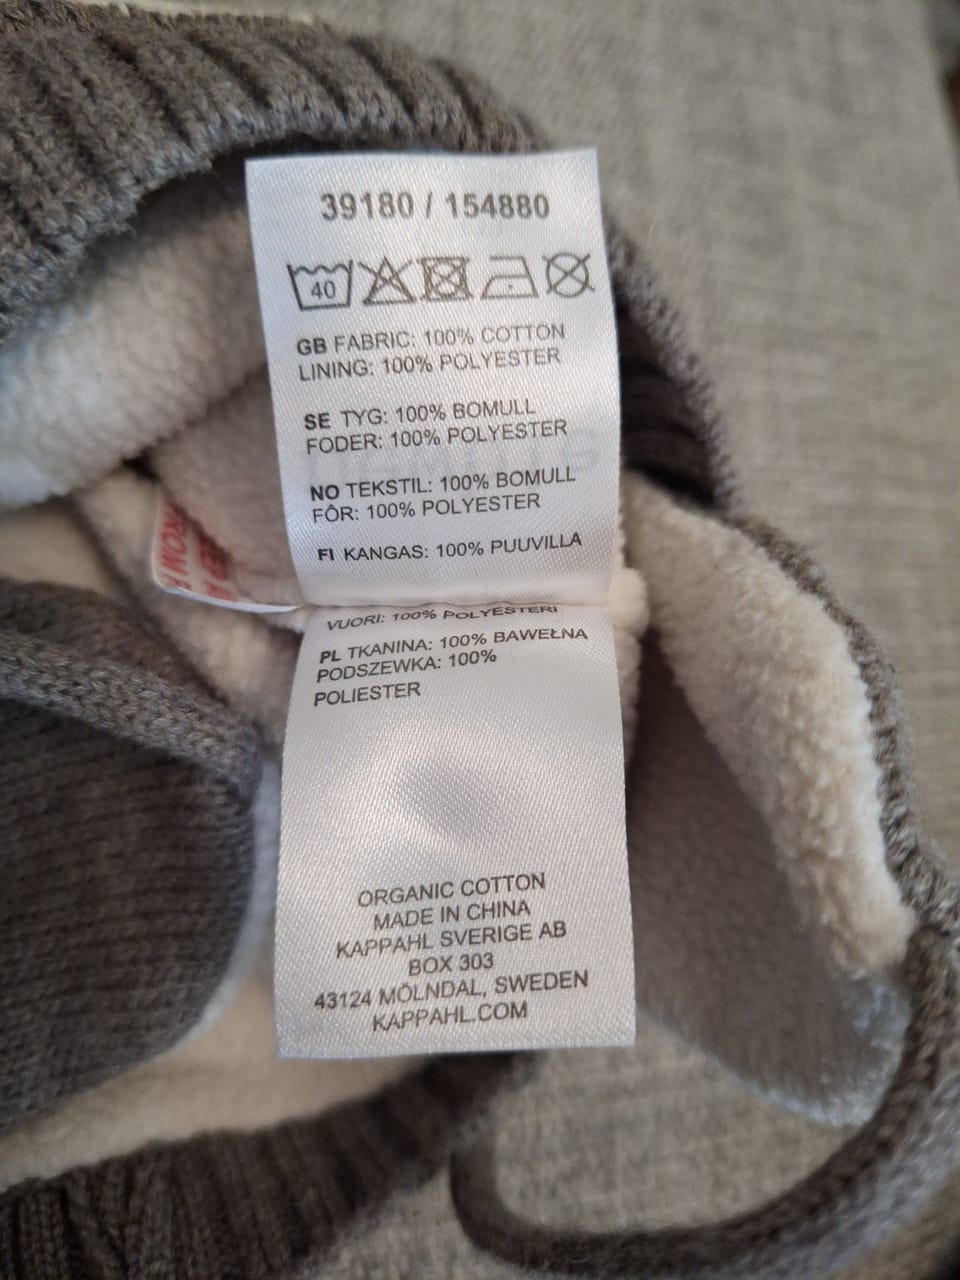 39180 / 154880
40
GB FABRIC: 100% COTTON
LINING: 100% POLYESTER
SE TYG: 100% BOMULL
FODER: 100% POLYESTER
NO TEKSTIL: 100% BOMULL
FÔR: 100% POLYESTER
FI KANGAS: 100% PUUVILLA
VUORI: 100% POLYESTERI
PL TKANINA: 100% BAWEŁNA
PODSZEWKA: 100%
POLIESTER
ORGANIC COTTON
MADE IN CHINA
KAPPAHL SVERIGE AB
BOX 303
43124 MÖLNDAL, SWEDEN
KAPPAHL.COM